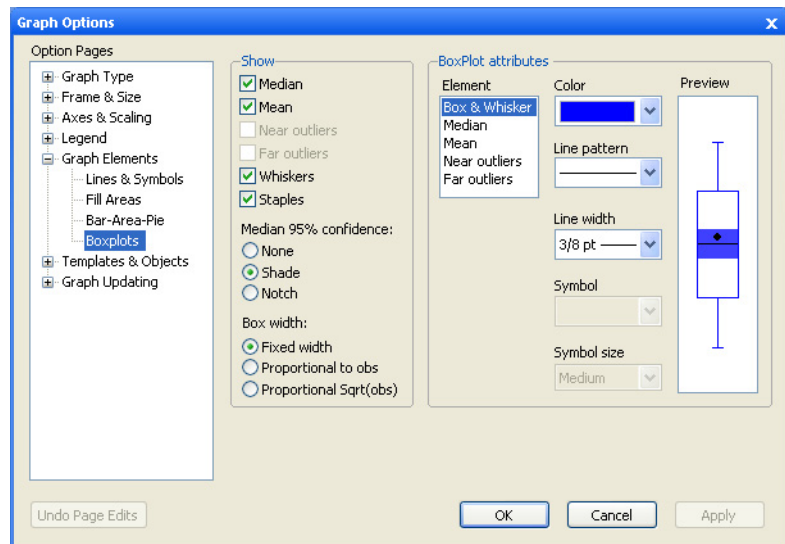 Graph Options
x
Option Pages
Graph Type
Frame & Size
Axes & Scaling
Legend
Graph Elements
Lines & Symbols
Fill Areas
Bar-Area-Pie
Boxplots
Templates & Objects
Graph Updating
Show
Median
Mean
Near outliers
Far outliers
Whiskers
Staples
Median 95% confidence:
None
Shade
Notch
Box width:
Fixed width
Proportional to obs
Proportional Sqrt(obs)
BoxPlot attributes
Element
Box & Whisker
Median
Mean
Near outliers
Far outliers
Color
Line pattern
Line width
3/8 pt
Symbol
Symbol size
Medium
Preview
Undo Page Edits
OK
Cancel
Apply